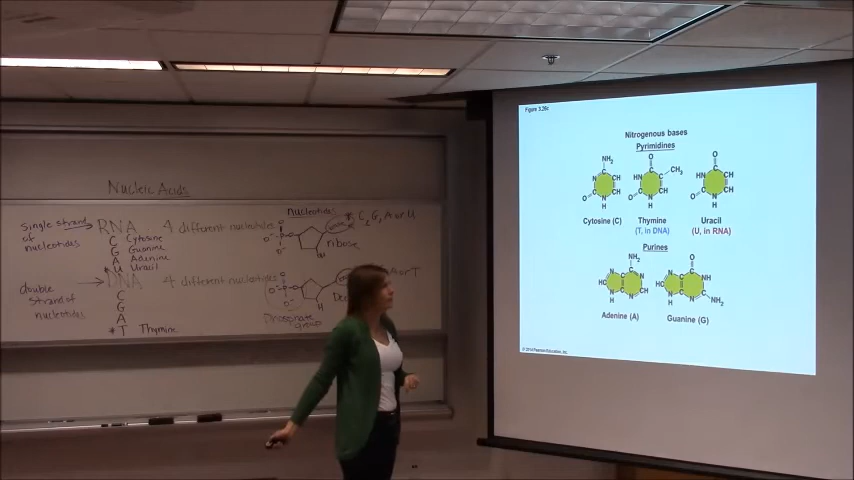 Nucleic Acids
Single strand
of
nucleotides
RNA
4 different nucleotides
C Cytosine
G Guanine
A Adenine
U Uracil
double
strand of
nucleotides
DNA
4 different nucleotides
C
G
A
*T Thymine
nucleotides
C, G, A or U
ribose
or T
Phosphate
group
Figure 3.26c
Nitrogenous bases
Pyrimidines
Cytosine (C)
Thymine
(T, in DNA)
Uracil
(U, in RNA)
Purines
Adenine (A)
Guanine (G)